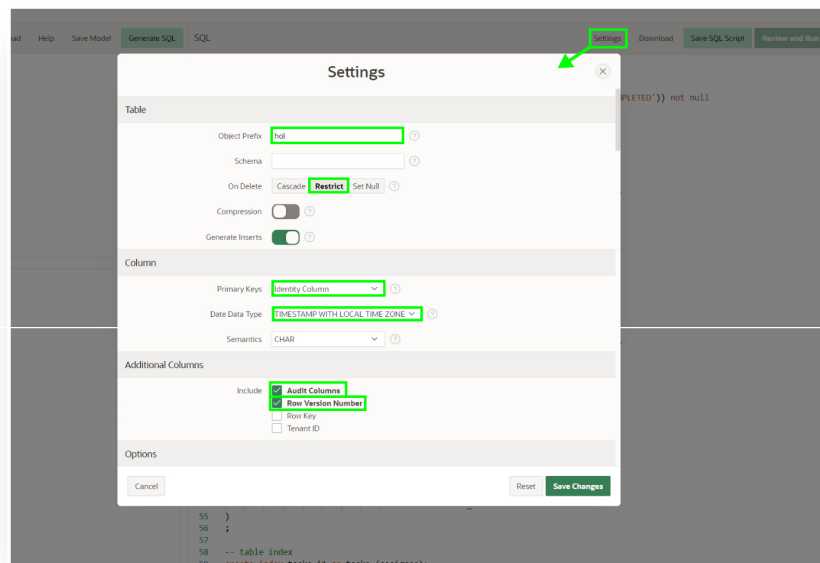 ad Help Save Model Generate SQL SQL Settings Download Save SQL Script Review and Run
Settings
PLETED')) not null
Table
Object Prefix hol
Schema
On Delete Cascade Restrict Set Null
Compression
Generate Inserts
Column
Primary Keys Identity Column
Date Data Type TIMESTAMP WITH LOCAL TIME ZONE
Semantics CHAR
Additional Columns
Include Audit Columns
Row Version Number
Row Key
Tenant ID
Options
Cancel Reset Save Changes
55 )
56 ;
57
58 -- table index